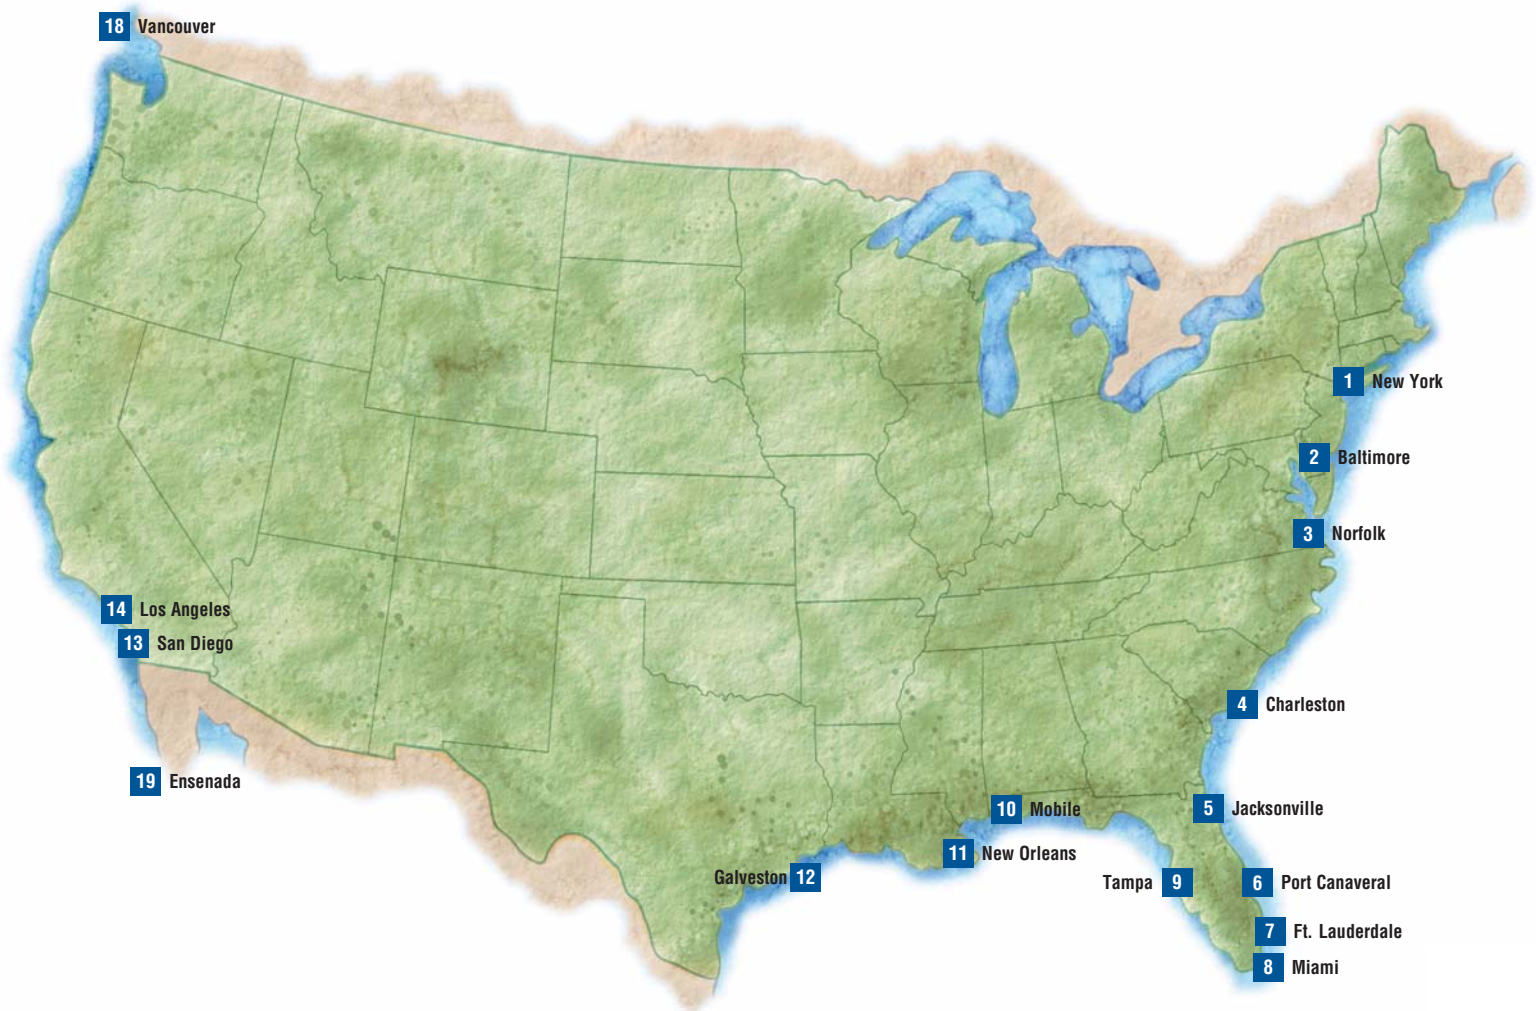 18 Vancouver
1 New York
2 Baltimore
3 Norfolk
14 Los Angeles
13 San Diego
4 Charleston
19 Ensenada
10 Mobile
5 Jacksonville
11 New Orleans
Galveston 12
Tampa 9
6 Port Canaveral
7 Ft. Lauderdale
8 Miami